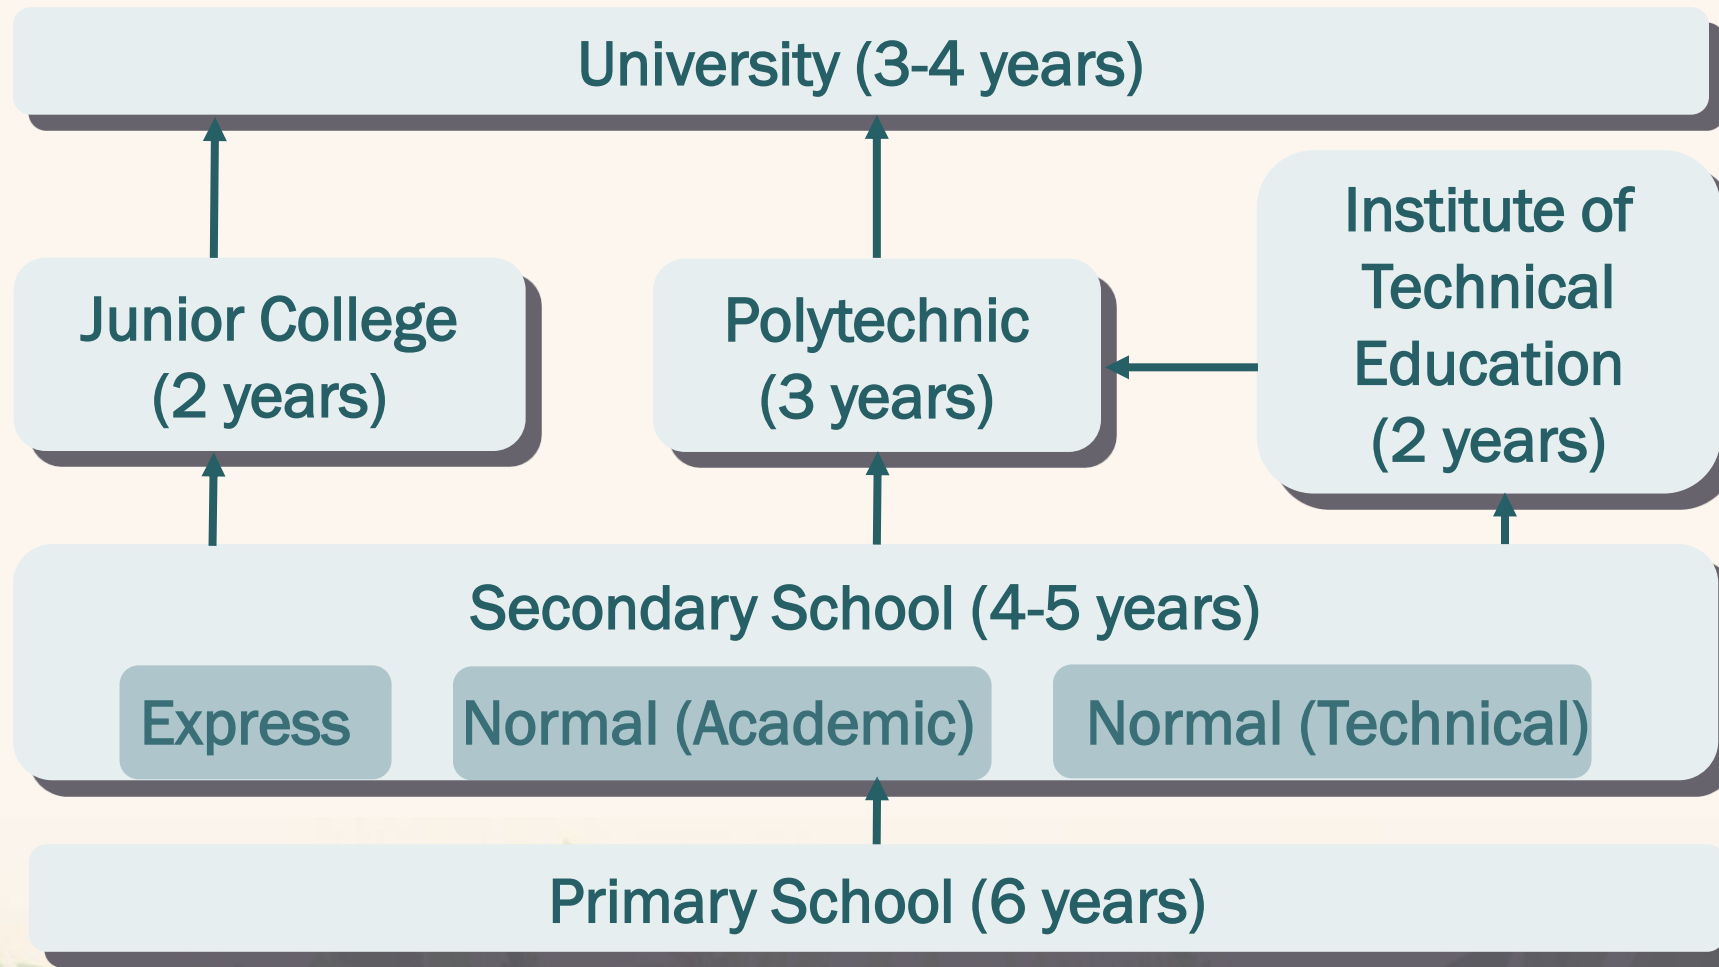 University (3-4 years)
Junior College
(2 years)
Polytechnic
(3 years)
Institute of
Technical
Education
(2 years)
Secondary School (4-5 years)
Express
Normal (Academic)
Normal (Technical)
Primary School (6 years)